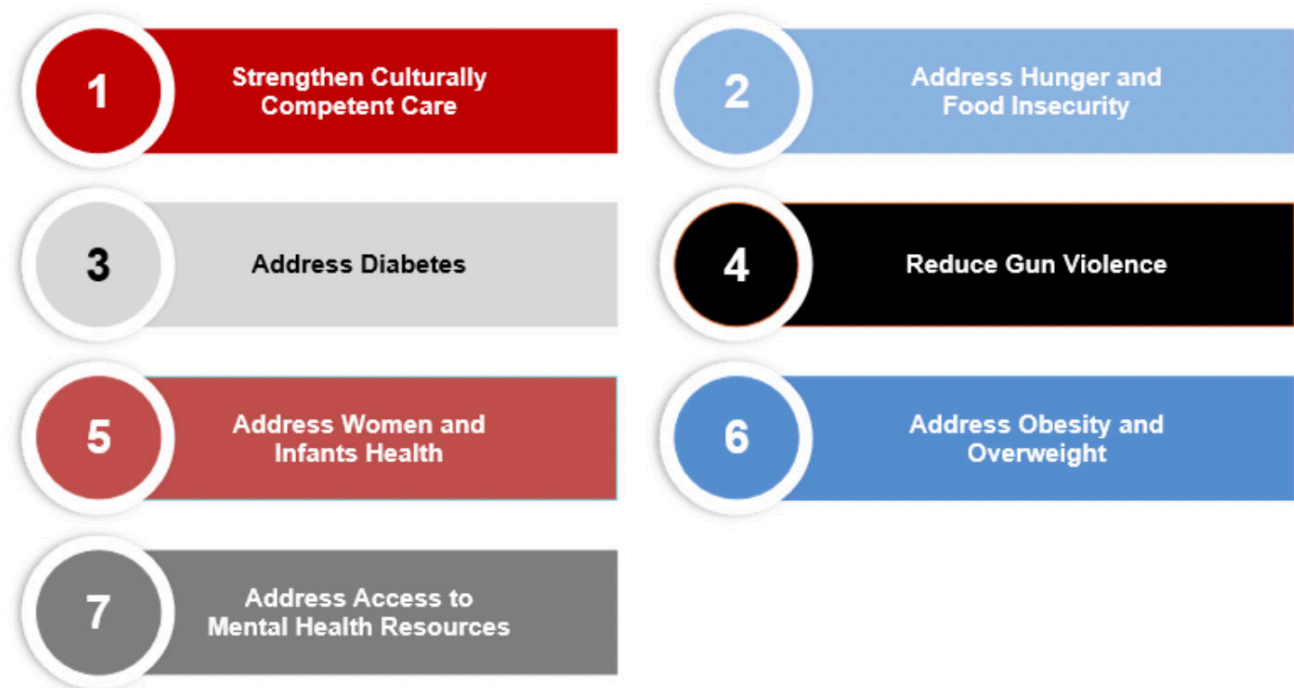 1
Strengthen Culturally
Competent Care
2
Address Hunger and
Food Insecurity
3
Address Diabetes
4
Reduce Gun Violence
5
Address Women and
Infants Health
6
Address Obesity and
Overweight
7
Address Access to
Mental Health Resources